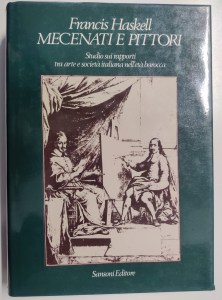 Francis Haskell
MECENATI E PITTORI
Studio sui rapporti
tra arte e società italiana nell'età barocca
Sansoni Editore